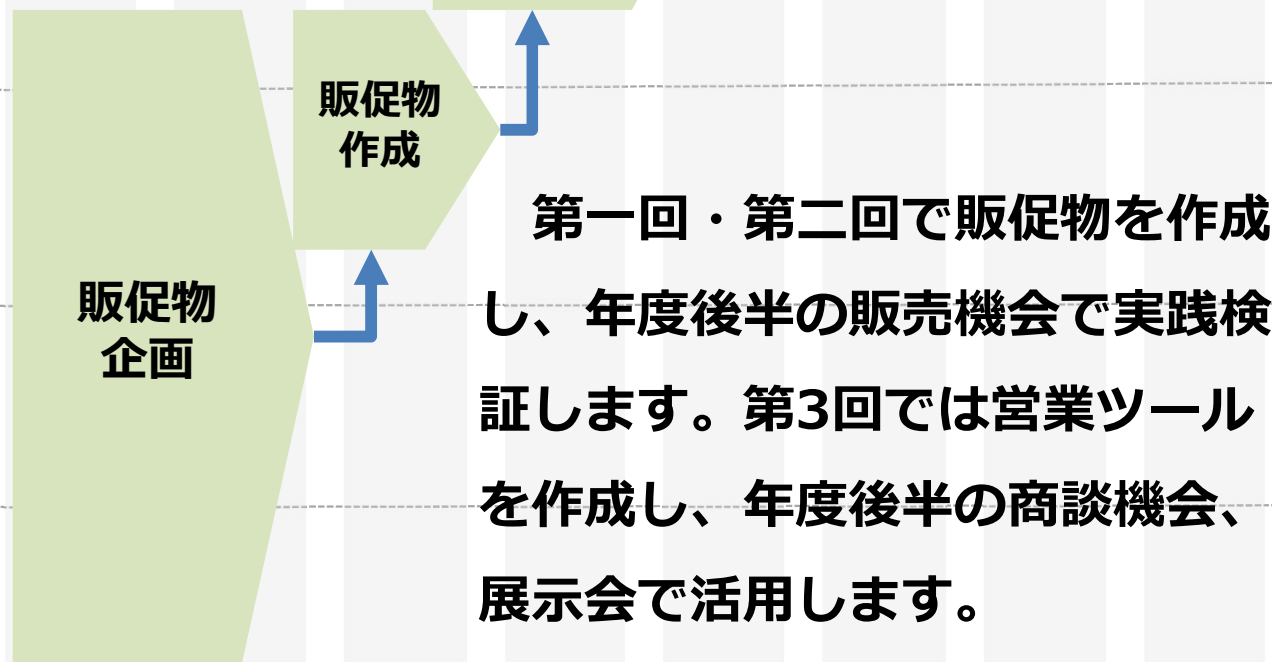 販促物
作成
販促物
企画
第一回・第二回で販促物を作成
し、年度後半の販売機会で実践検
証します。第3回では営業ツール
を作成し、年度後半の商談機会、
展示会で活用します。